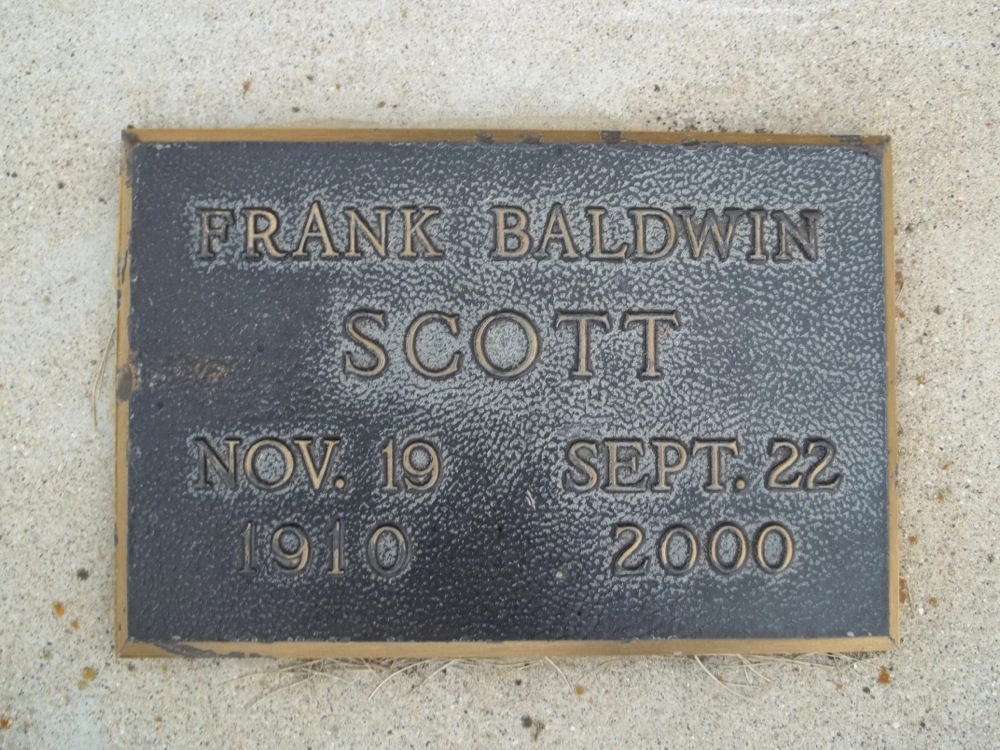 FRANK BALDWIN
SCOTT
NOV. 19 SEPT. 22
1910 2000